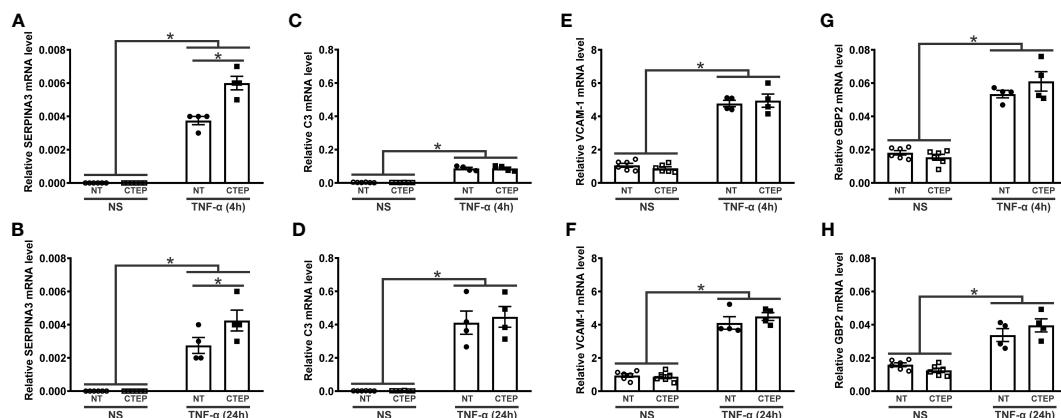 A
Relative SERPINA3 mRNA level
0.008
0.006
0.004
0.002
0.000
*
*
NT CTEP NT CTEP
NS TNF-α (4h)
C
Relative C3 mRNA level
0.8
0.6
0.4
0.2
0.0
*
NT CTEP NT CTEP
NS TNF-α (4h)
E
Relative VCAM-1 mRNA level
8
6
4
2
0
*
NT CTEP NT CTEP
NS TNF-α (4h)
G
Relative GBP2 mRNA level
0.08
0.06
0.04
0.02
0.00
*
NT CTEP NT CTEP
NS TNF-α (4h)
B
Relative SERPINA3 mRNA level
0.008
0.006
0.004
0.002
0.000
*
*
NT CTEP NT CTEP
NS TNF-α (24h)
D
Relative C3 mRNA level
0.8
0.6
0.4
0.2
0.0
*
NT CTEP NT CTEP
NS TNF-α (24h)
F
Relative VCAM-1 mRNA level
8
6
4
2
0
*
NT CTEP NT CTEP
NS TNF-α (24h)
H
Relative GBP2 mRNA level
0.08
0.06
0.04
0.02
0.00
*
NT CTEP NT CTEP
NS TNF-α (24h)